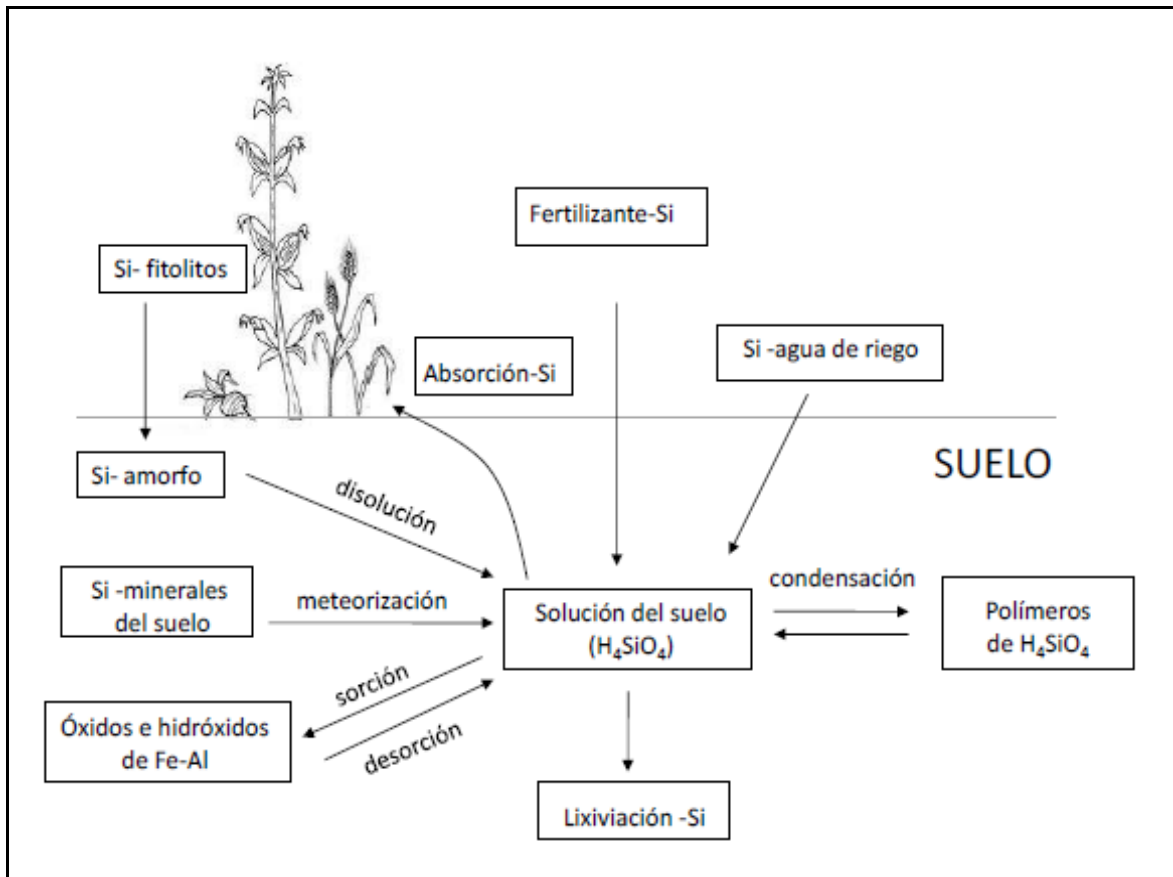 Fertilizante-Si
Si- fitolitos
Si -agua de riego
Absorción-Si
SUELO
Si- amorfo
disolución
Si -minerales
del suelo
meteorización
Solución del suelo
(H₄SiO₄)
condensación
Polímeros
de H₄SiO₄
sorción
desorción
Óxidos e hidróxidos
de Fe-Al
Lixiviación -Si